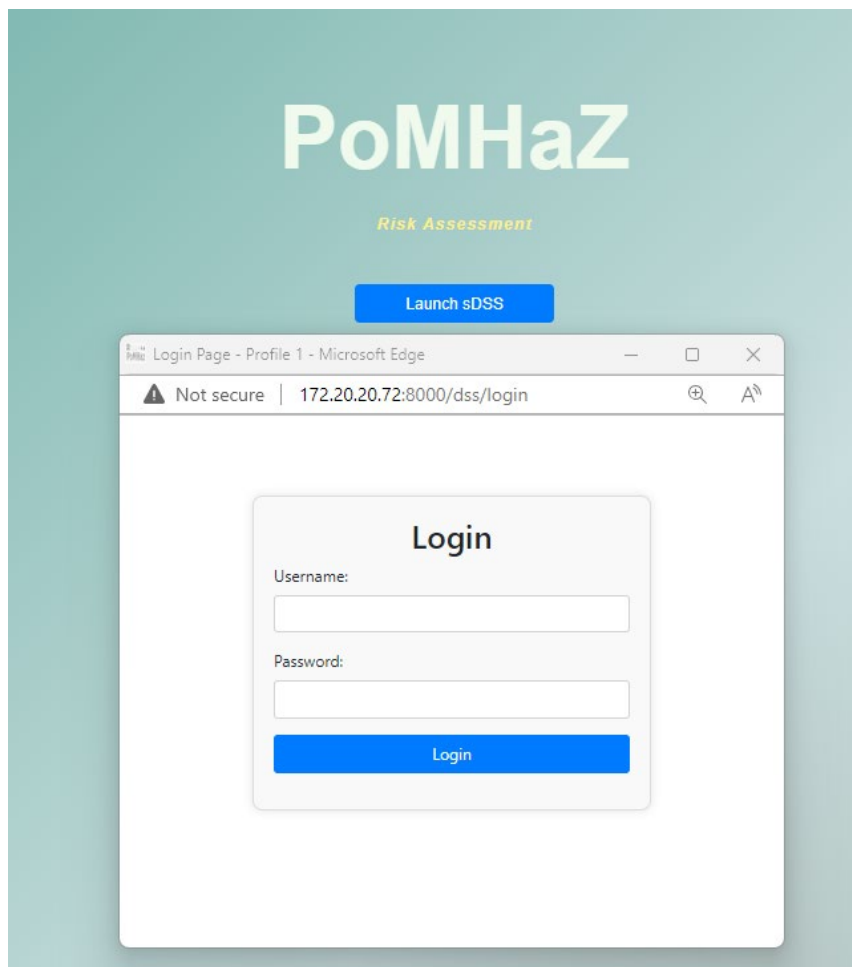 PoMHaZ
Risk Assessment
Launch sDSS
Login Page - Profile 1 - Microsoft Edge
Not secure | 172.20.20.72:8000/dss/login
Login
Username:
Password:
Login